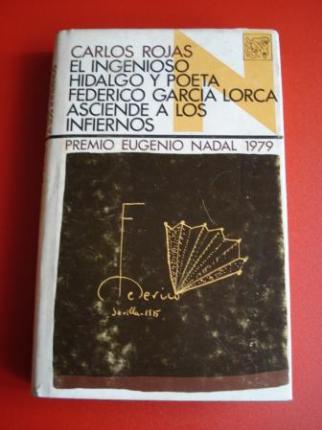 CARLOS ROJAS
EL INGENIOSO
HIDALGO Y POETA
FEDERICO GARCIA LORCA
ASCIENDE A LOS
INFIERNOS
PREMIO EUGENIO NADAL 1979
Federico